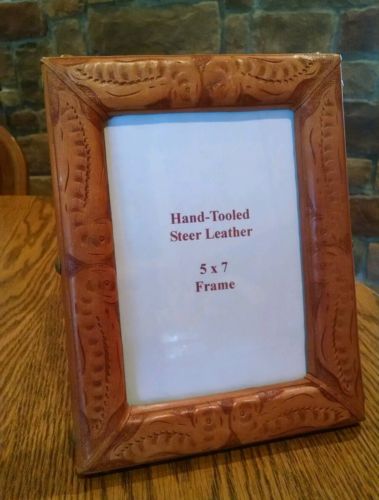 Hand-Tooled
Steer Leather
5 x 7
Frame